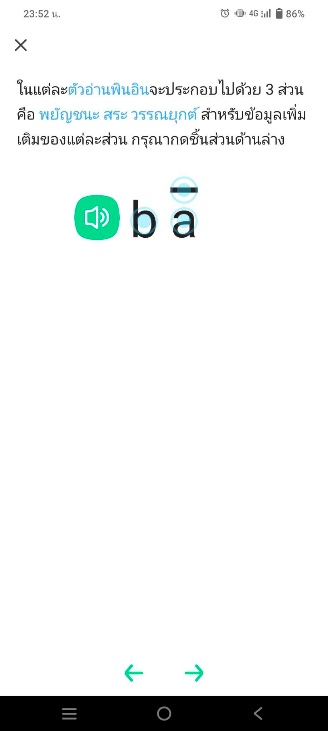 23:52 น.
4G 86%
ในแต่ละตัวอ่านพินอินจะประกอบไปด้วย 3 ส่วน
คือ พยัญชนะ สระ วรรณยุกต์ สำหรับข้อมูลเพิ่ม
เติมของแต่ละส่วน กรุณากดชิ้นส่วนด้านล่าง
b ā